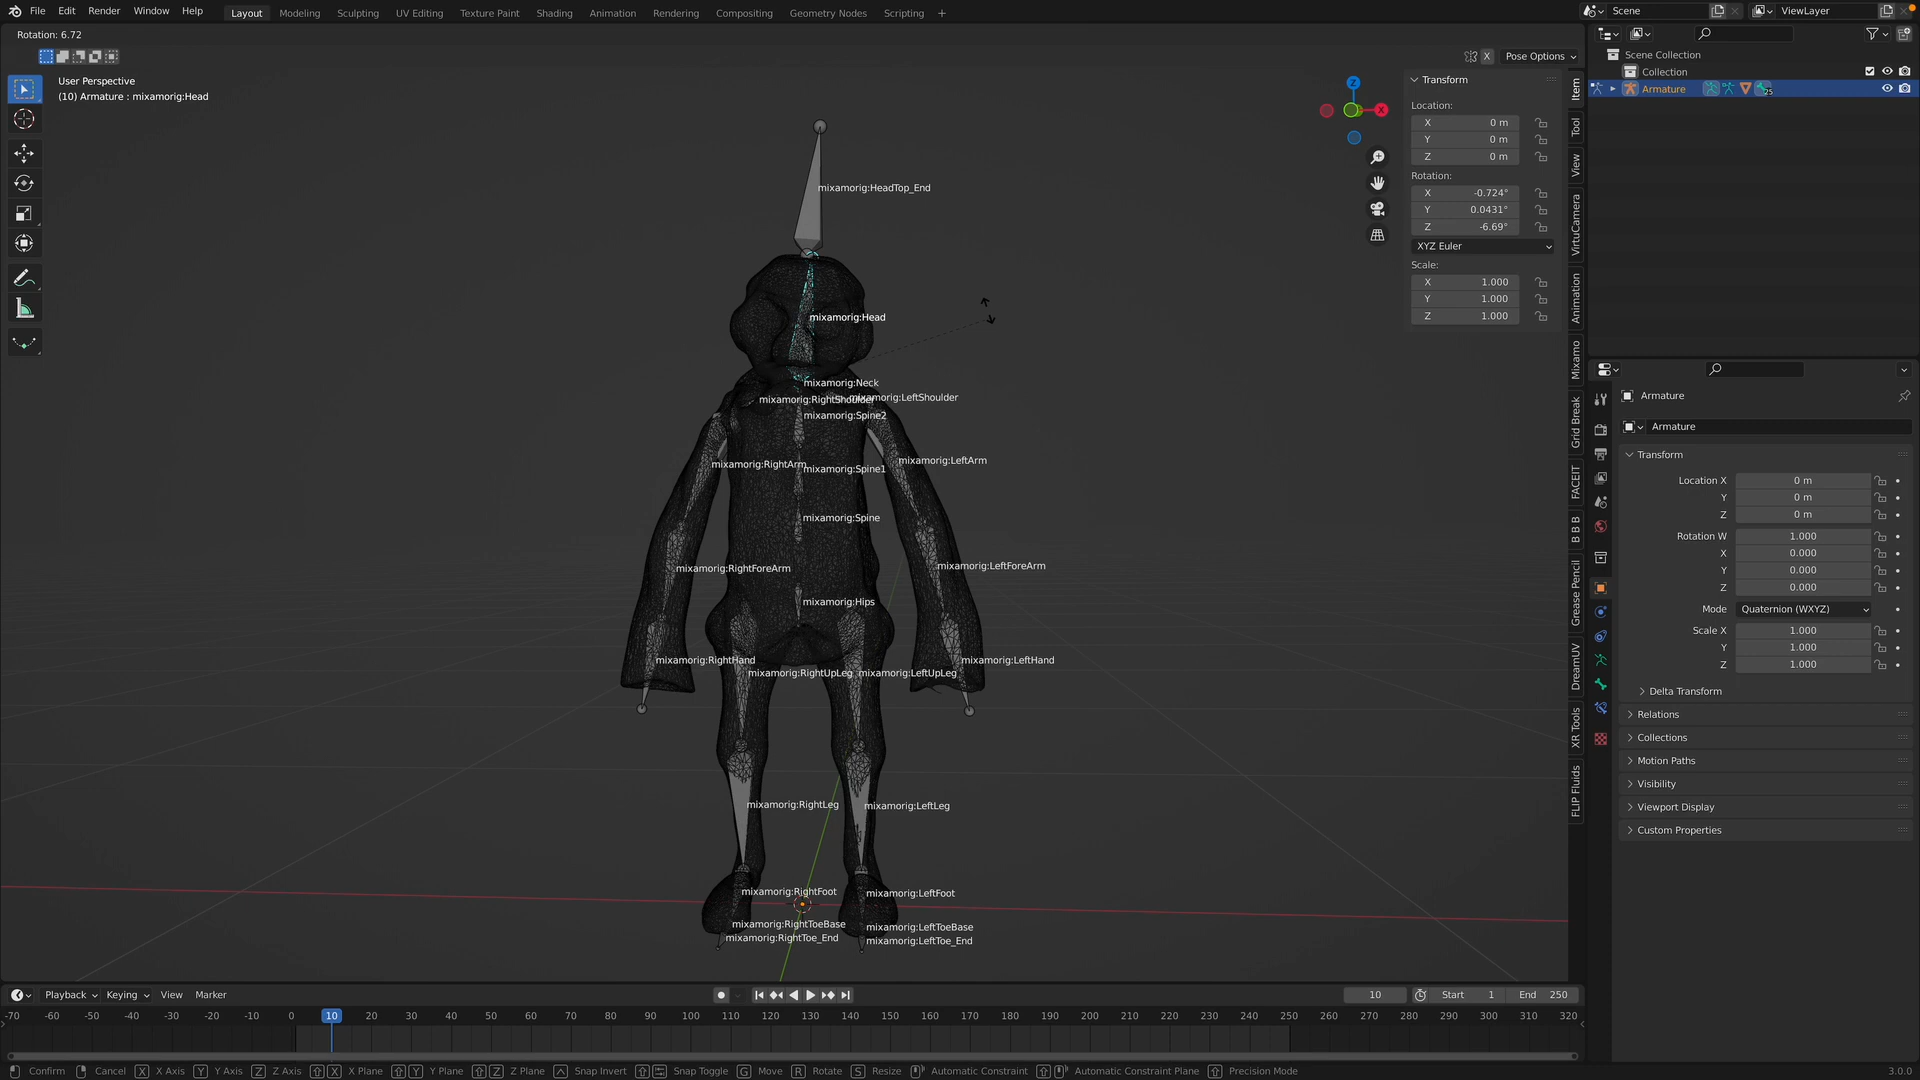 File Edit Render Window Help
Layout Modeling Sculpting UV Editing Texture Paint Shading Animation Rendering Compositing Geometry Nodes Scripting +
Scene
ViewLayer
Rotation: 6.72
X Pose Options
User Perspective
(10) Armature : mixamorig:Head
mixamorig:HeadTop_End
mixamorig:Head
mixamorig:Neck
mixamorig:LeftShoulder
mixamorig:RightShoulder
mixamorig:Spine2
mixamorig:RightArm
mixamorig:Spine1
mixamorig:LeftArm
mixamorig:Spine
mixamorig:RightForeArm
mixamorig:LeftForeArm
mixamorig:Hips
mixamorig:RightHand
mixamorig:LeftHand
mixamorig:RightUpLeg
mixamorig:LeftUpLeg
mixamorig:RightLeg
mixamorig:LeftLeg
mixamorig:RightFoot
mixamorig:LeftFoot
mixamorig:RightToeBase
mixamorig:LeftToeBase
mixamorig:RightToe_End
mixamorig:LeftToe_End
Z
X
Transform
Location:
X 0 m
Y 0 m
Z 0 m
Rotation:
X -0.724°
Y 0.0431°
Z -6.69°
XYZ Euler
Scale:
X 1.000
Y 1.000
Z 1.000
Item
Tool
View
VirtuCamera
Animation
Mixamo
Grid Break
FACEIT
B B B
Grease Pencil
DreamUV
XR Tools
FLIP Fluids
Scene Collection
Collection
Armature 25
Armature
Armature
Transform
Location X 0 m
Y 0 m
Z 0 m
Rotation W 1.000
X 0.000
Y 0.000
Z 0.000
Mode Quaternion (WXYZ)
Scale X 1.000
Y 1.000
Z 1.000
Delta Transform
Relations
Collections
Motion Paths
Visibility
Viewport Display
Custom Properties
Playback Keying View Marker
10 Start 1 End 250
-70 -60 -50 -40 -30 -20 -10 0 10 20 30 40 50 60 70 80 90 100 110 120 130 140 150 160 170 180 190 200 210 220 230 240 250 260 270 280 290 300 310 320
Confirm Cancel X X Axis Y Y Axis Z Z Axis X X Plane Y Y Plane Z Z Plane Snap Invert Snap Toggle G Move R Rotate S Resize Automatic Constraint Automatic Constraint Plane Precision Mode 3.0.0